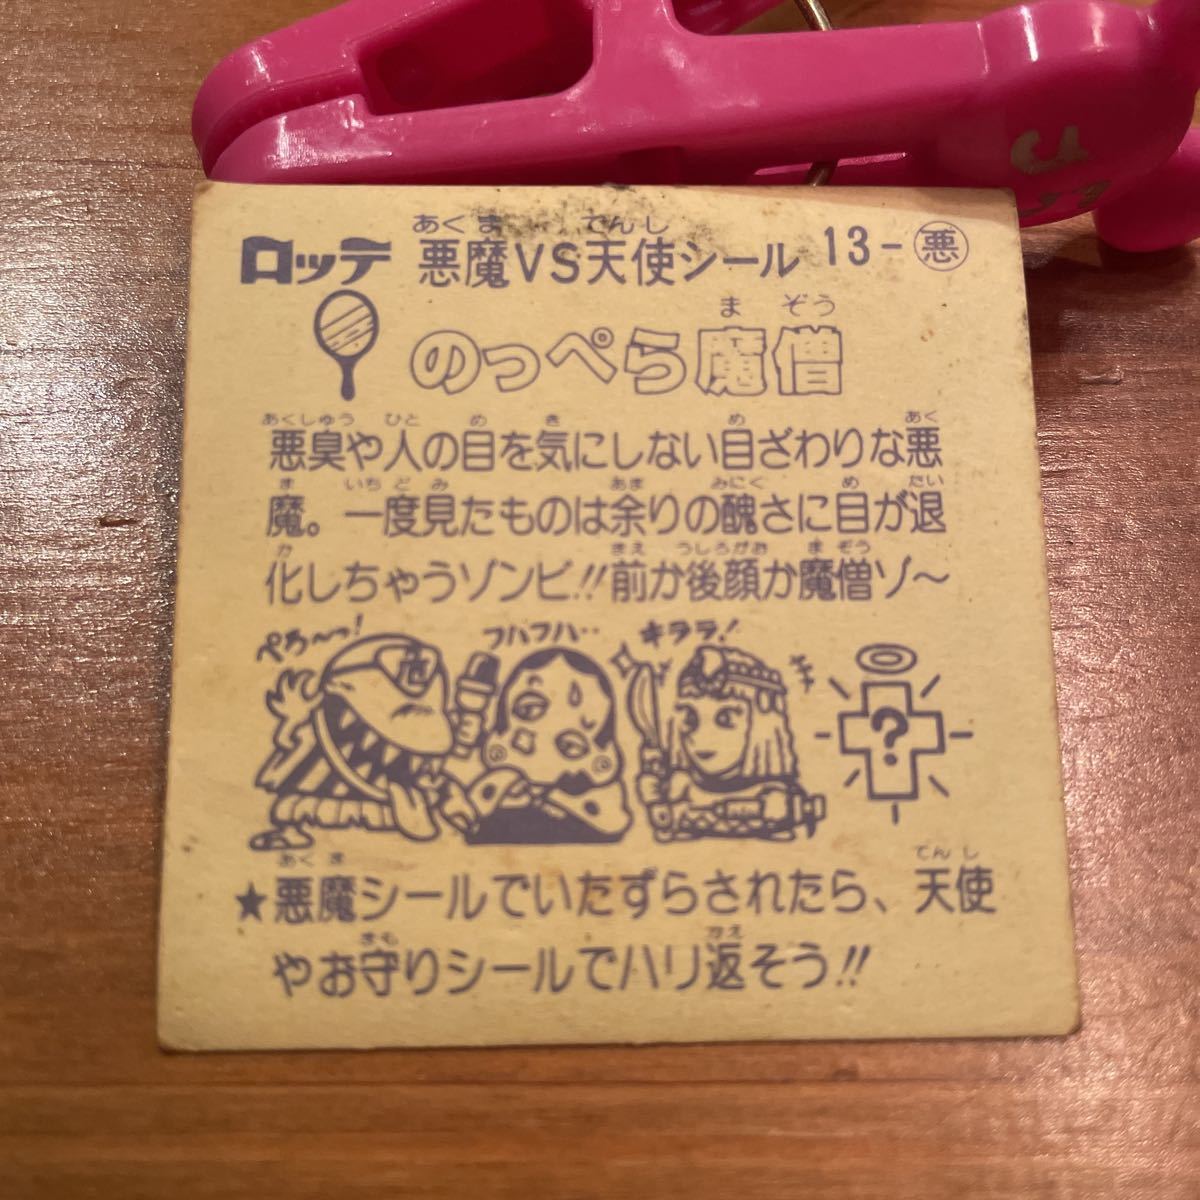 ロッテ 悪魔VS天使シール 13-悪
あくま てんし
まぞう
のっぺら魔僧
あくしゅう ひと め き め あく
悪臭や人の目を気にしない目ざわりな悪
ま いちどみ あま みにく め たい
魔。一度見たものは余りの醜さに目が退
か まえ うしろがお まぞう
化しちゃうゾンビ!!前か後顔か魔僧ゾ〜
ぺろ〜っ! フハフハ‥ キララ!
?
あくま てんし
★悪魔シールでいたずらされたら、天使
まも かえ
やお守りシールでハリ返そう!!